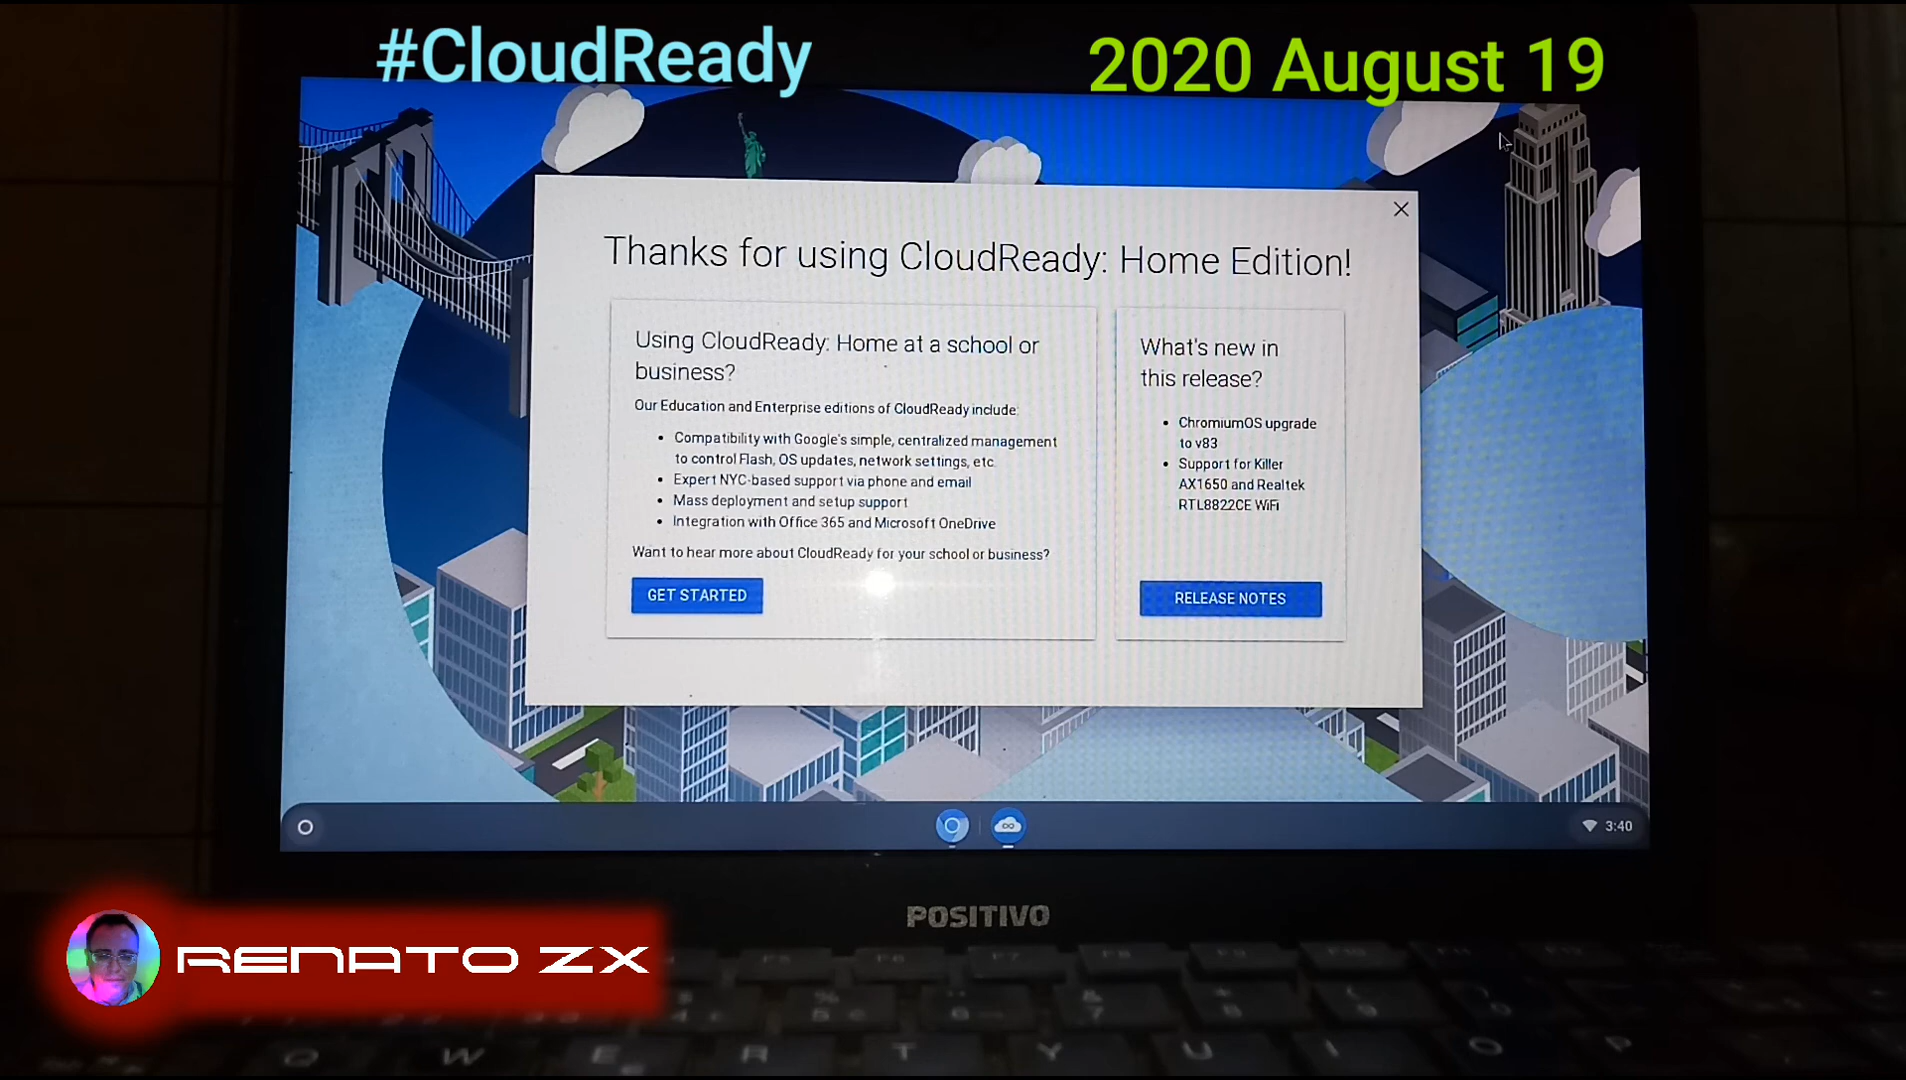 #CloudReady
2020 August 19
Thanks for using CloudReady: Home Edition!
Using CloudReady: Home at a school or
business?
Our Education and Enterprise editions of CloudReady include:
• Compatibility with Google's simple, centralized management
to control Flash, OS updates, network settings, etc.
• Expert NYC-based support via phone and email
• Mass deployment and setup support
• Integration with Office 365 and Microsoft OneDrive
Want to hear more about CloudReady for your school or business?
GET STARTED
What's new in
this release?
• ChromiumOS upgrade
to v83
• Support for Killer
AX1650 and Realtek
RTL8822CE WiFi
RELEASE NOTES
3:40
POSITIVO
RENATO ZX
F5 F6 F7 F8 F9
Q W E R T Y U I O P